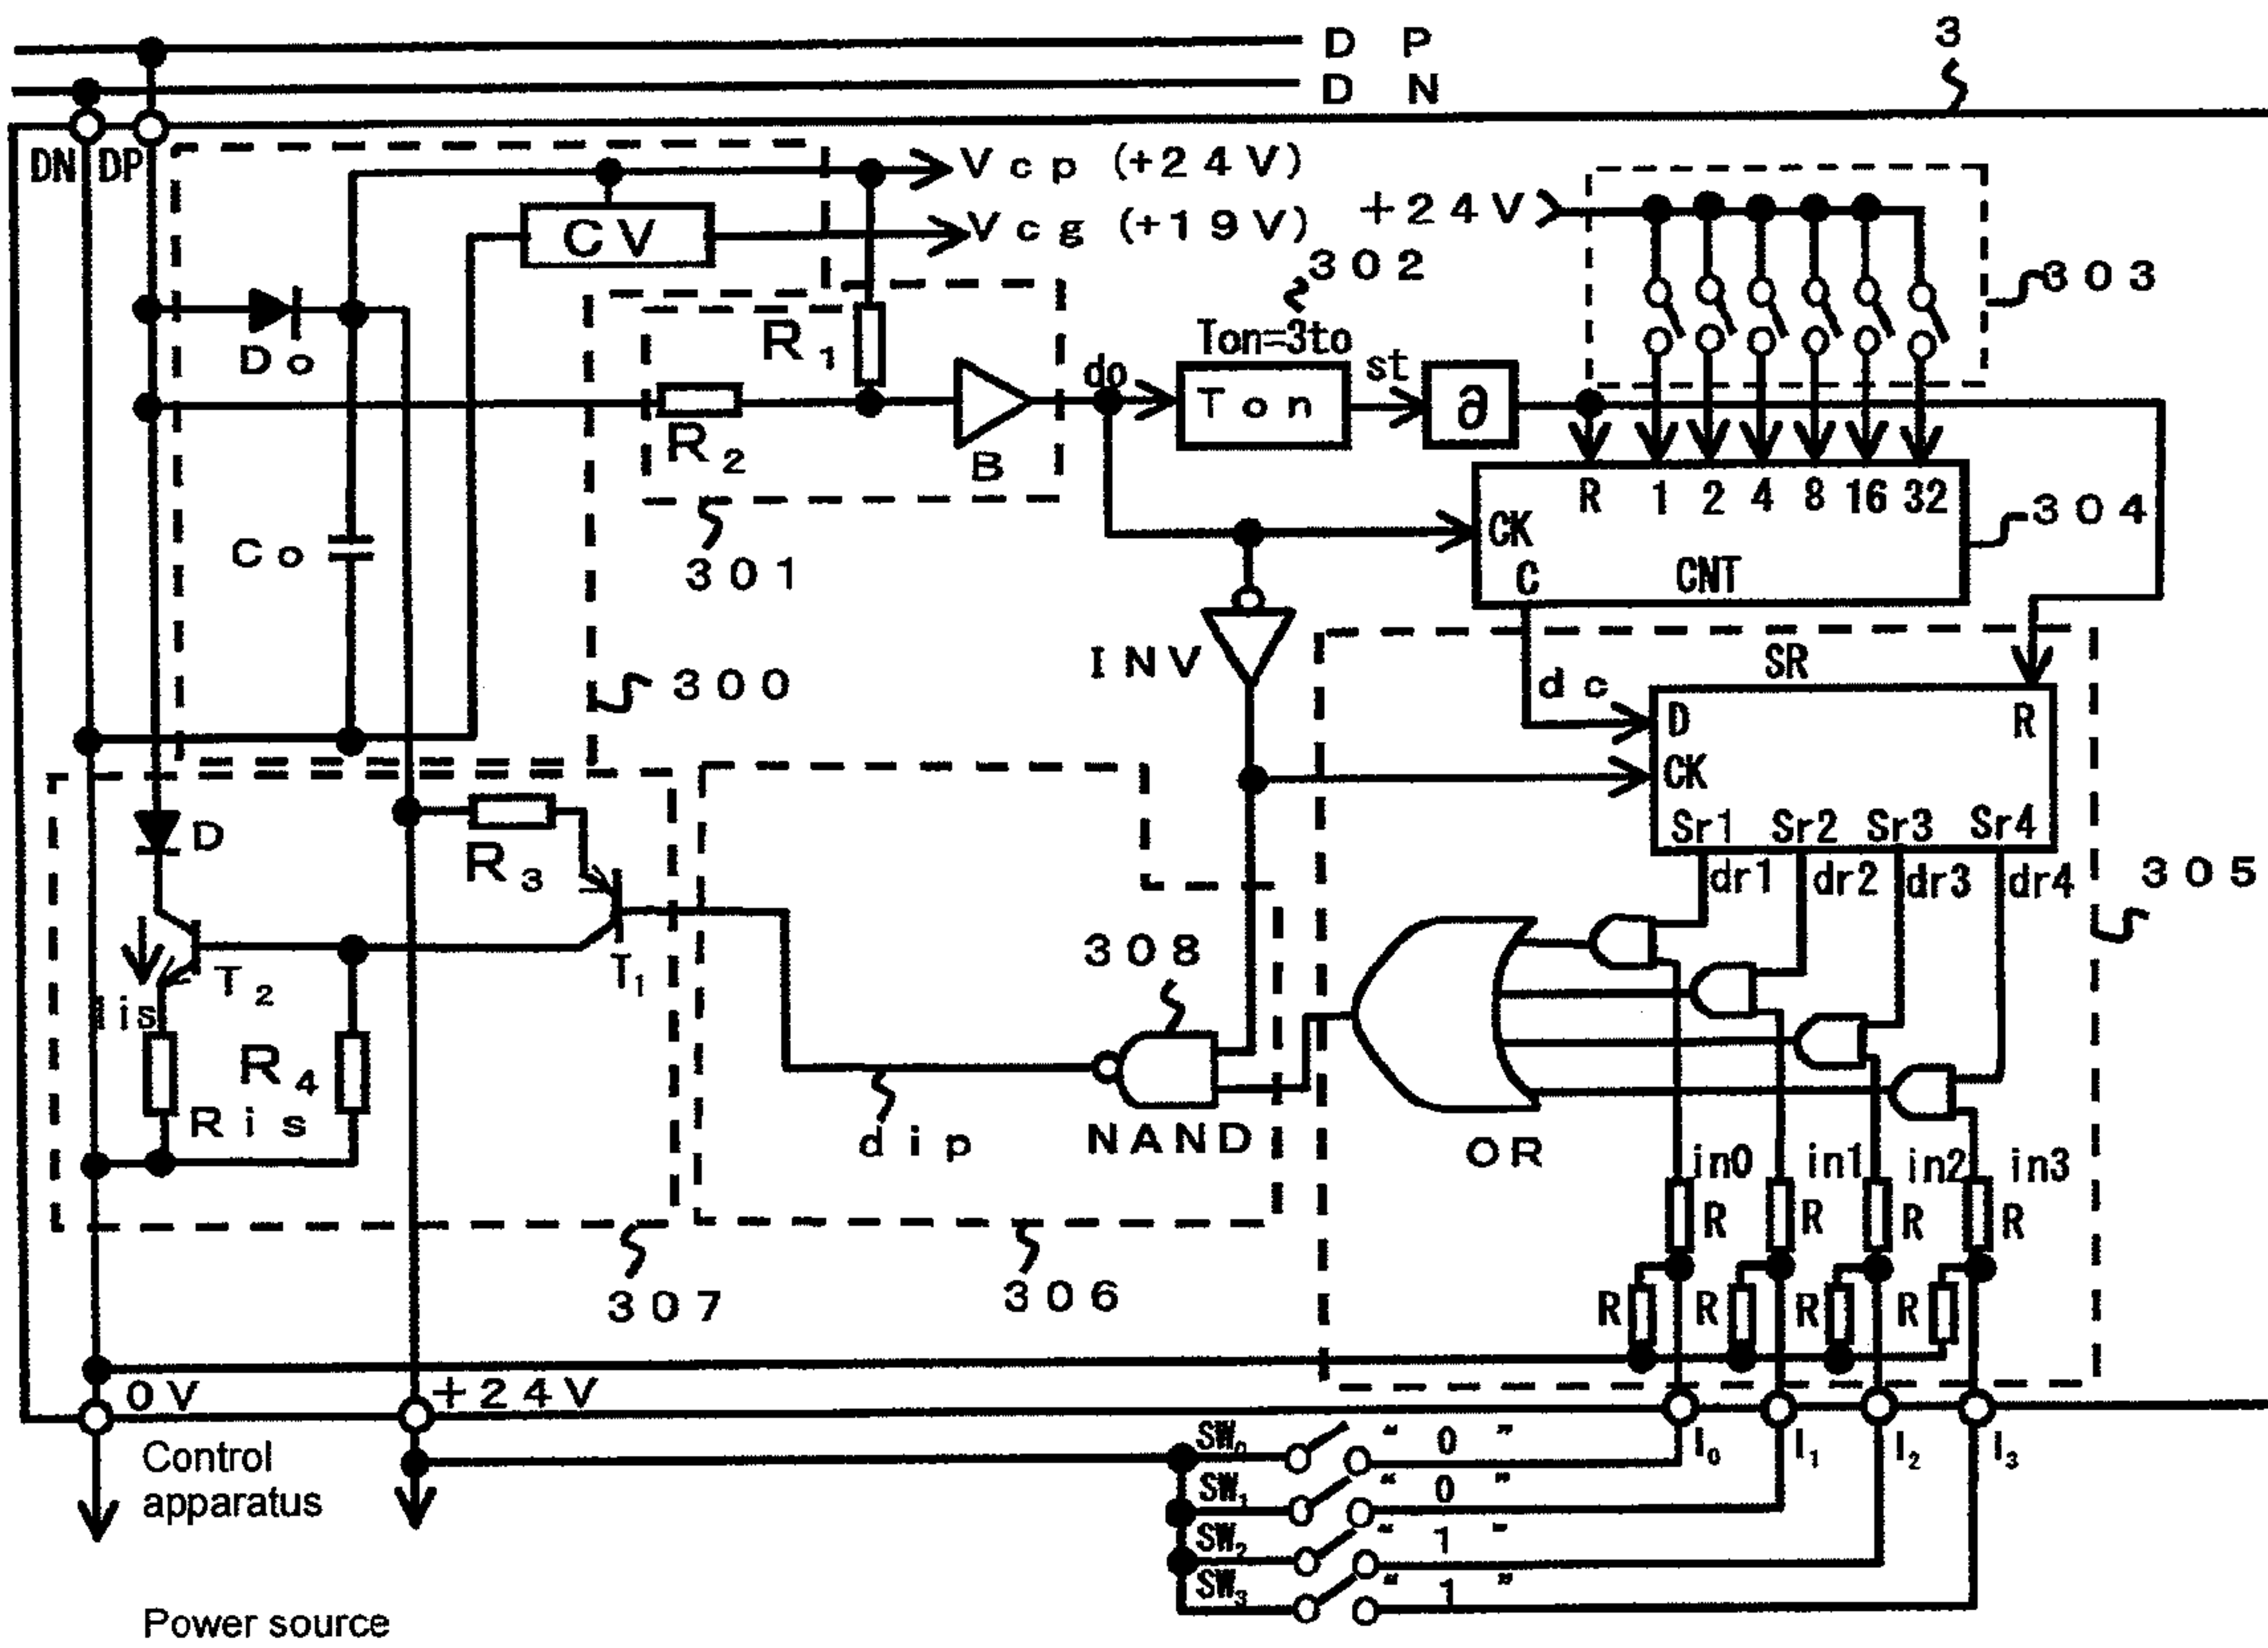 D P
D N
3
DN DP
Vcp (+24V)
Vcg (+19V)
CV
+24V
302
303
Do
R1
R2
B
do
Ton=3to
Ton
st
∂
R 1 2 4 8 16 32
CK
C
CNT
304
301
Co
INV
300
SR
dc
D
R
CK
Sr1 Sr2 Sr3 Sr4
dr1 dr2 dr3 dr4
305
D
R3
T1
T2
Iis
R4
Ris
308
NAND
dip
OR
in0 in1 in2 in3
R R R R
R R R R
307
306
0V
+24V
Control
apparatus
Power source
SW0 "0"
SW1 "0"
SW2 "1"
SW3 "1"
I0 I1 I2 I3